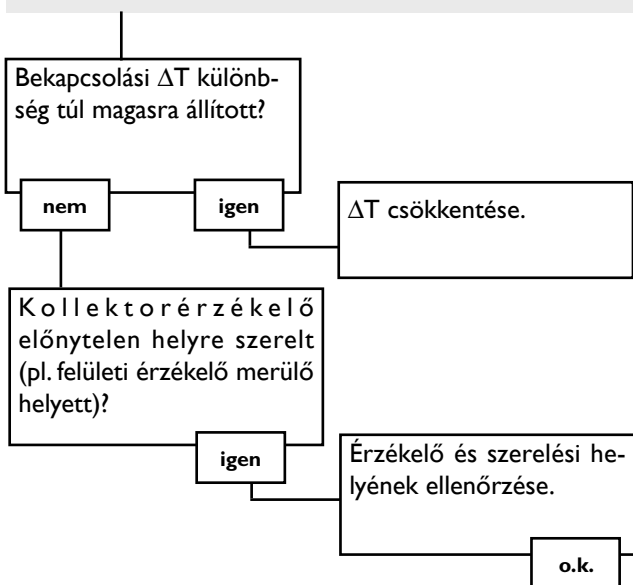 Bekapcsolási ΔT különb-
ség túl magasra állított?
nem
igen
ΔT csökkentése.
Kollektorérzékelő
előnytelen helyre szerelt
(pl. felületi érzékelő merülő
helyett)?
igen
Érzékelő és szerelési he-
lyének ellenőrzése.
o.k.